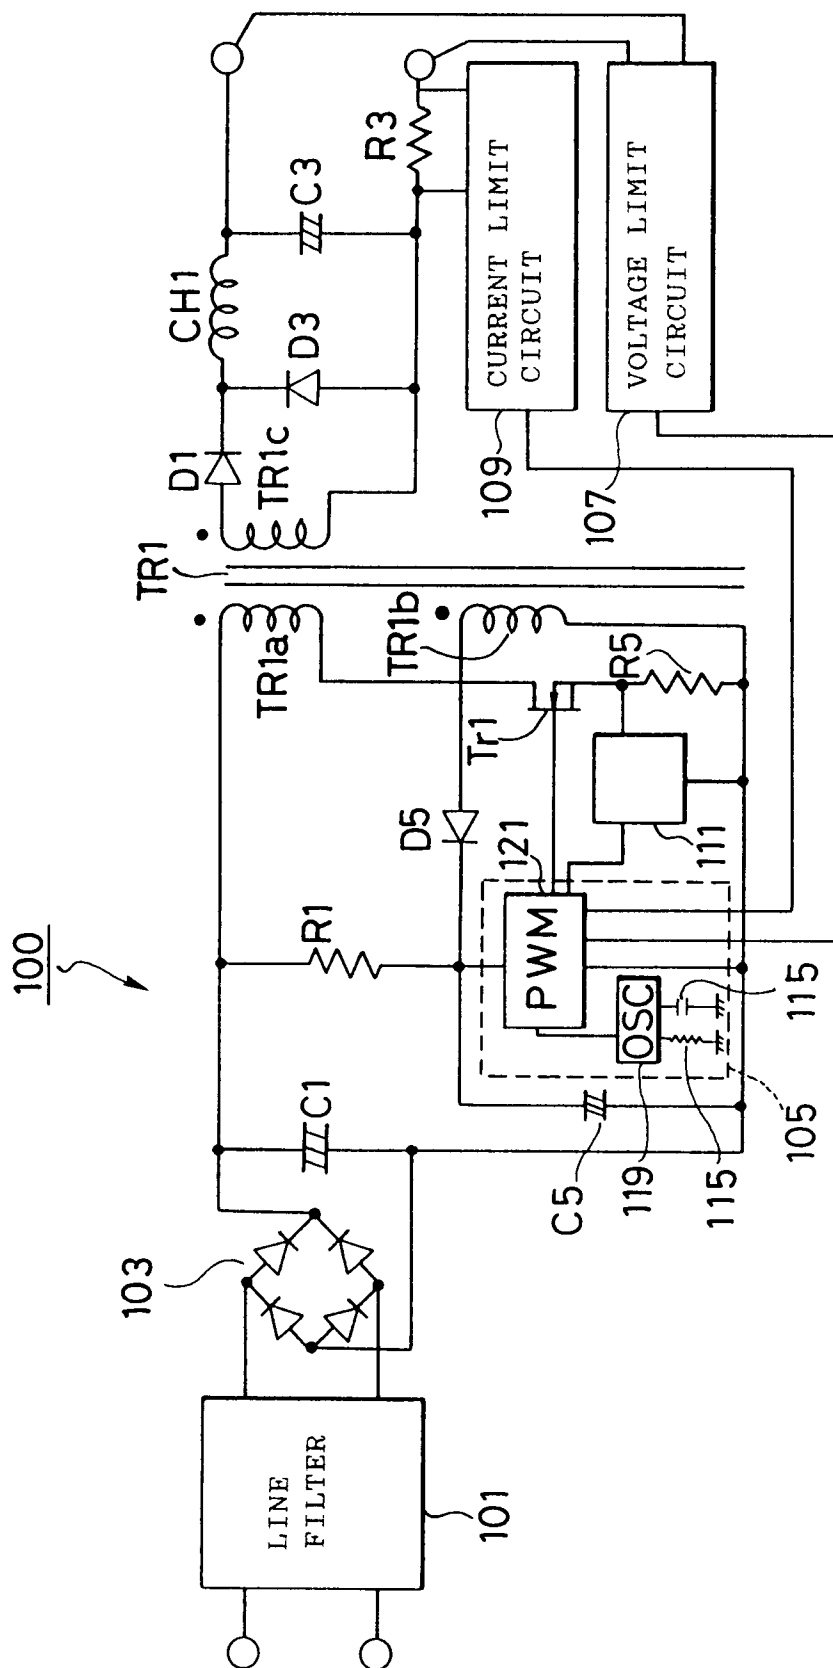 100
LINE
FILTER
101
103
C1
R1
D5
121
PWM
OSC
115
115
119
105
C5
111
R5
Tr1
TR1
TR1a
TR1b
TR1c
D1
D3
CH1
C3
R3
CURRENT LIMIT
CIRCUIT
109
VOLTAGE LIMIT
CIRCUIT
107